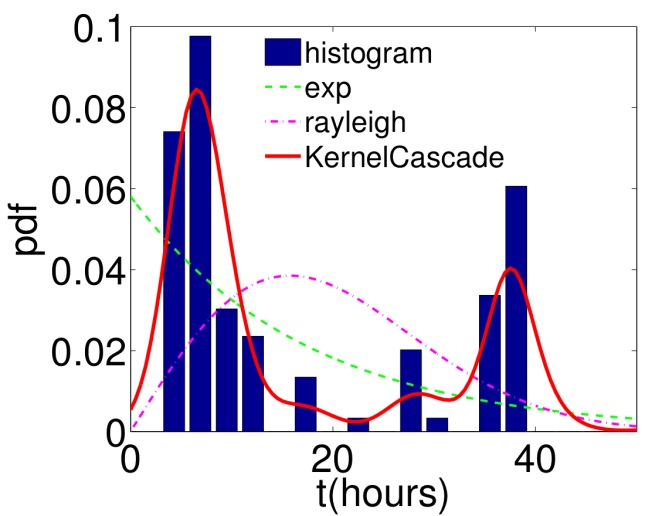 0.1
0.08
0.06
0.04
0.02
0
pdf
histogram
exp
rayleigh
KernelCascade
0 20 40
t(hours)